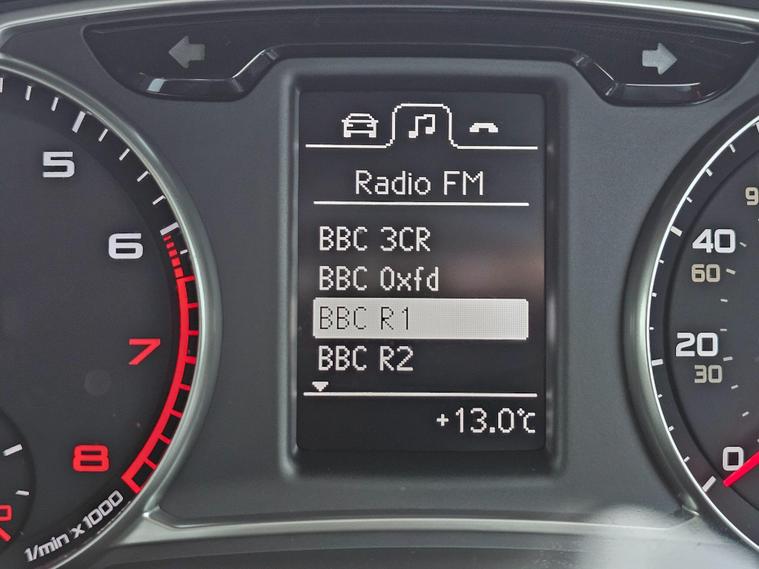 Radio FM
BBC 3CR
BBC Oxfd
BBC R1
BBC R2
+13.0°C
5
6
7
8
1/min x 1000
9
40
60
20
30
0